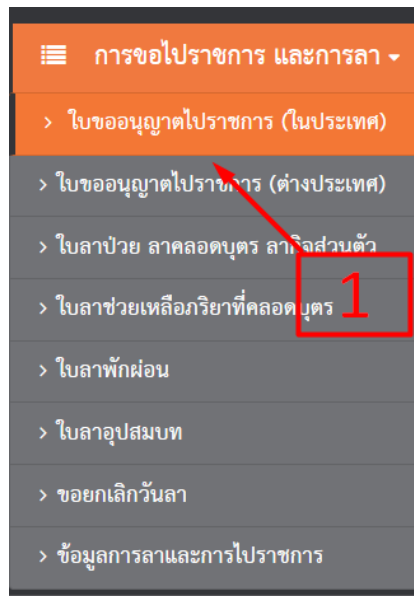 การขอไปราชการ และการลา
> ใบขออนุญาตไปราชการ (ในประเทศ)
> ใบขออนุญาตไปราชการ (ต่างประเทศ)
> ใบลาป่วย ลาคลอดบุตร ลากิจส่วนตัว
> ใบลาช่วยเหลือภริยาที่คลอดบุตร
1
> ใบลาพักผ่อน
> ใบลาอุปสมบท
> ขอยกเลิกวันลา
> ข้อมูลการลาและการไปราชการ